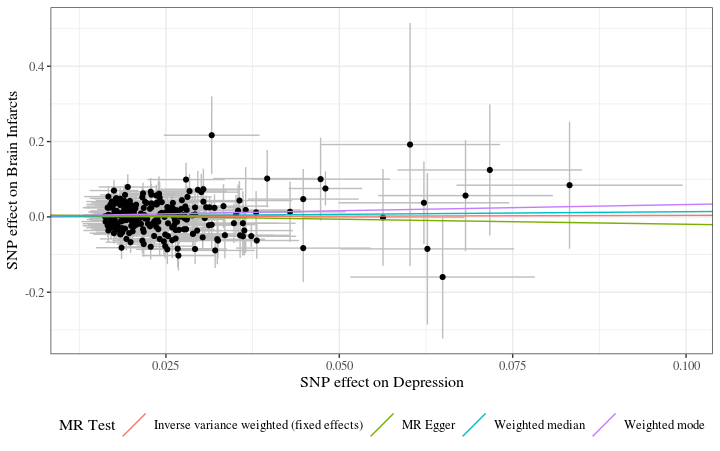 SNP effect on Brain Infarcts
0.4
0.2
0.0
-0.2
0.025 0.050 0.075 0.100
SNP effect on Depression
MR Test Inverse variance weighted (fixed effects) MR Egger Weighted median Weighted mode